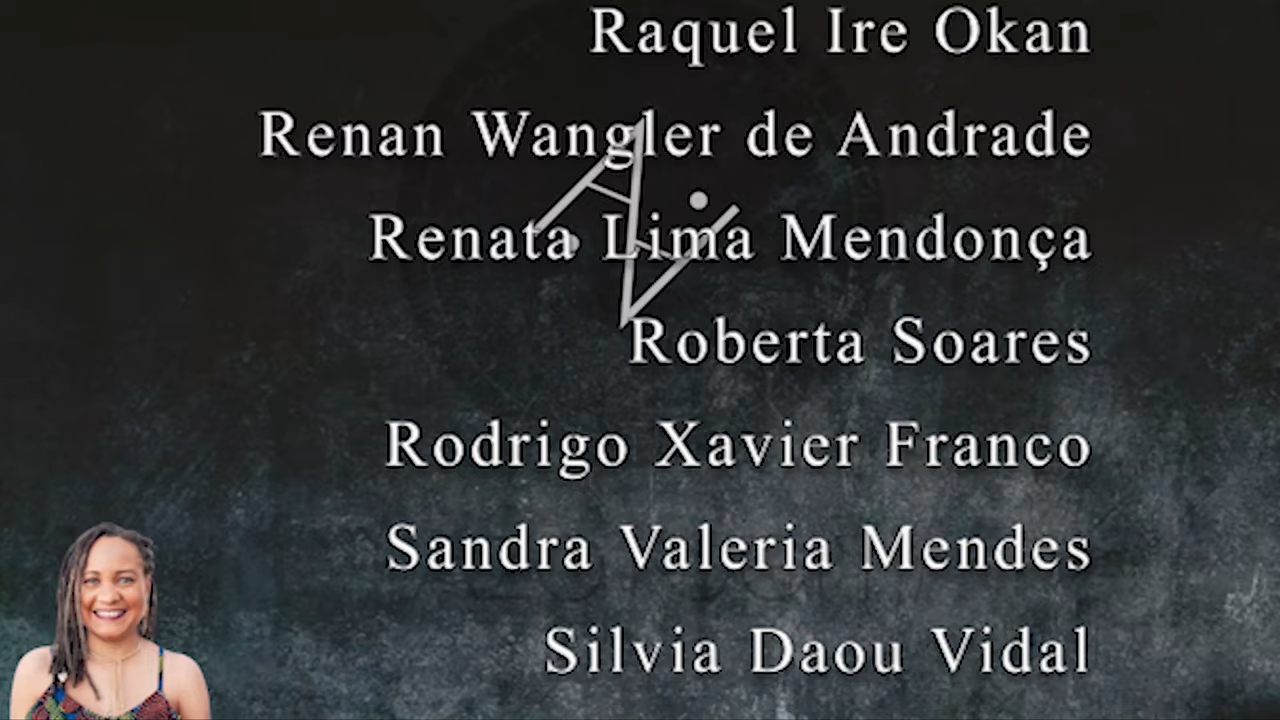 Raquel Ire Okan
Renan Wangler de Andrade
Renata Lima Mendonça
Roberta Soares
Rodrigo Xavier Franco
Sandra Valeria Mendes
Silvia Daou Vidal